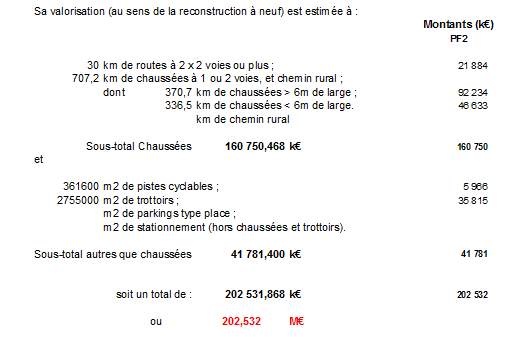 Sa valorisation (au sens de la reconstruction à neuf) est estimée à :
Montants (k€)
PF2
30 km de routes à 2 x 2 voies ou plus ; 21 884
707,2 km de chaussées à 1 ou 2 voies, et chemin rural ;
dont 370,7 km de chaussées > 6m de large ; 92 234
336,5 km de chaussées < 6m de large. 46 633
km de chemin rural
Sous-total Chaussées 160 750,468 k€ 160 750
et
361600 m2 de pistes cyclables ; 5 966
2755000 m2 de trottoirs ; 35 815
m2 de parkings type place ;
m2 de stationnement (hors chaussées et trottoirs).
Sous-total autres que chaussées 41 781,400 k€ 41 781
soit un total de : 202 531,868 k€ 202 532
ou 202,532 M€